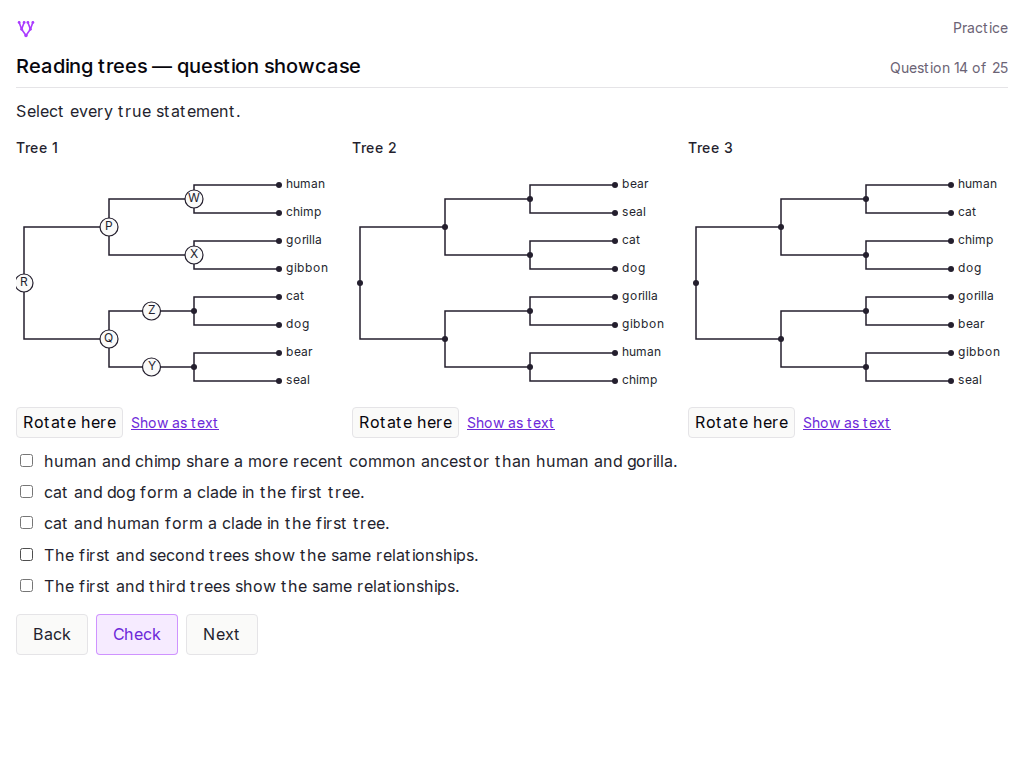 Practice
Reading trees — question showcase
Question 14 of 25
Select every true statement.
Tree 1
Tree 2
Tree 3
human
chimp
gorilla
gibbon
cat
dog
bear
seal
W
P
X
R
Z
Q
Y
bear
seal
cat
dog
gorilla
gibbon
human
chimp
human
cat
chimp
dog
gorilla
bear
gibbon
seal
Rotate here Show as text
Rotate here Show as text
Rotate here Show as text
human and chimp share a more recent common ancestor than human and gorilla.
cat and dog form a clade in the first tree.
cat and human form a clade in the first tree.
The first and second trees show the same relationships.
The first and third trees show the same relationships.
Back Check Next